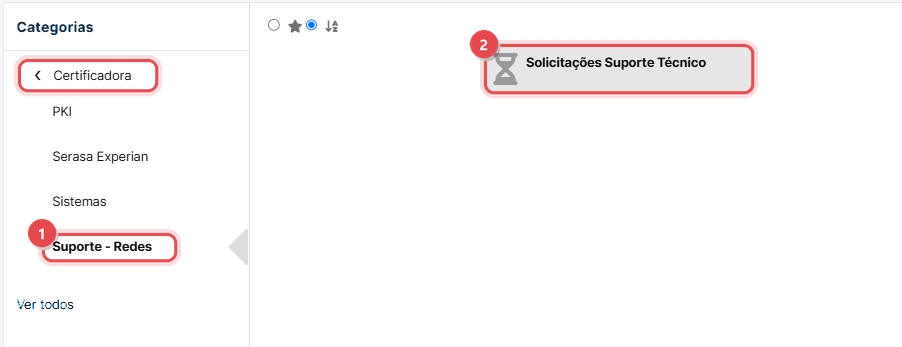 Categorias
Certificadora
PKI
Serasa Experian
Sistemas
1
Suporte - Redes
Ver todos
2
Solicitações Suporte Técnico